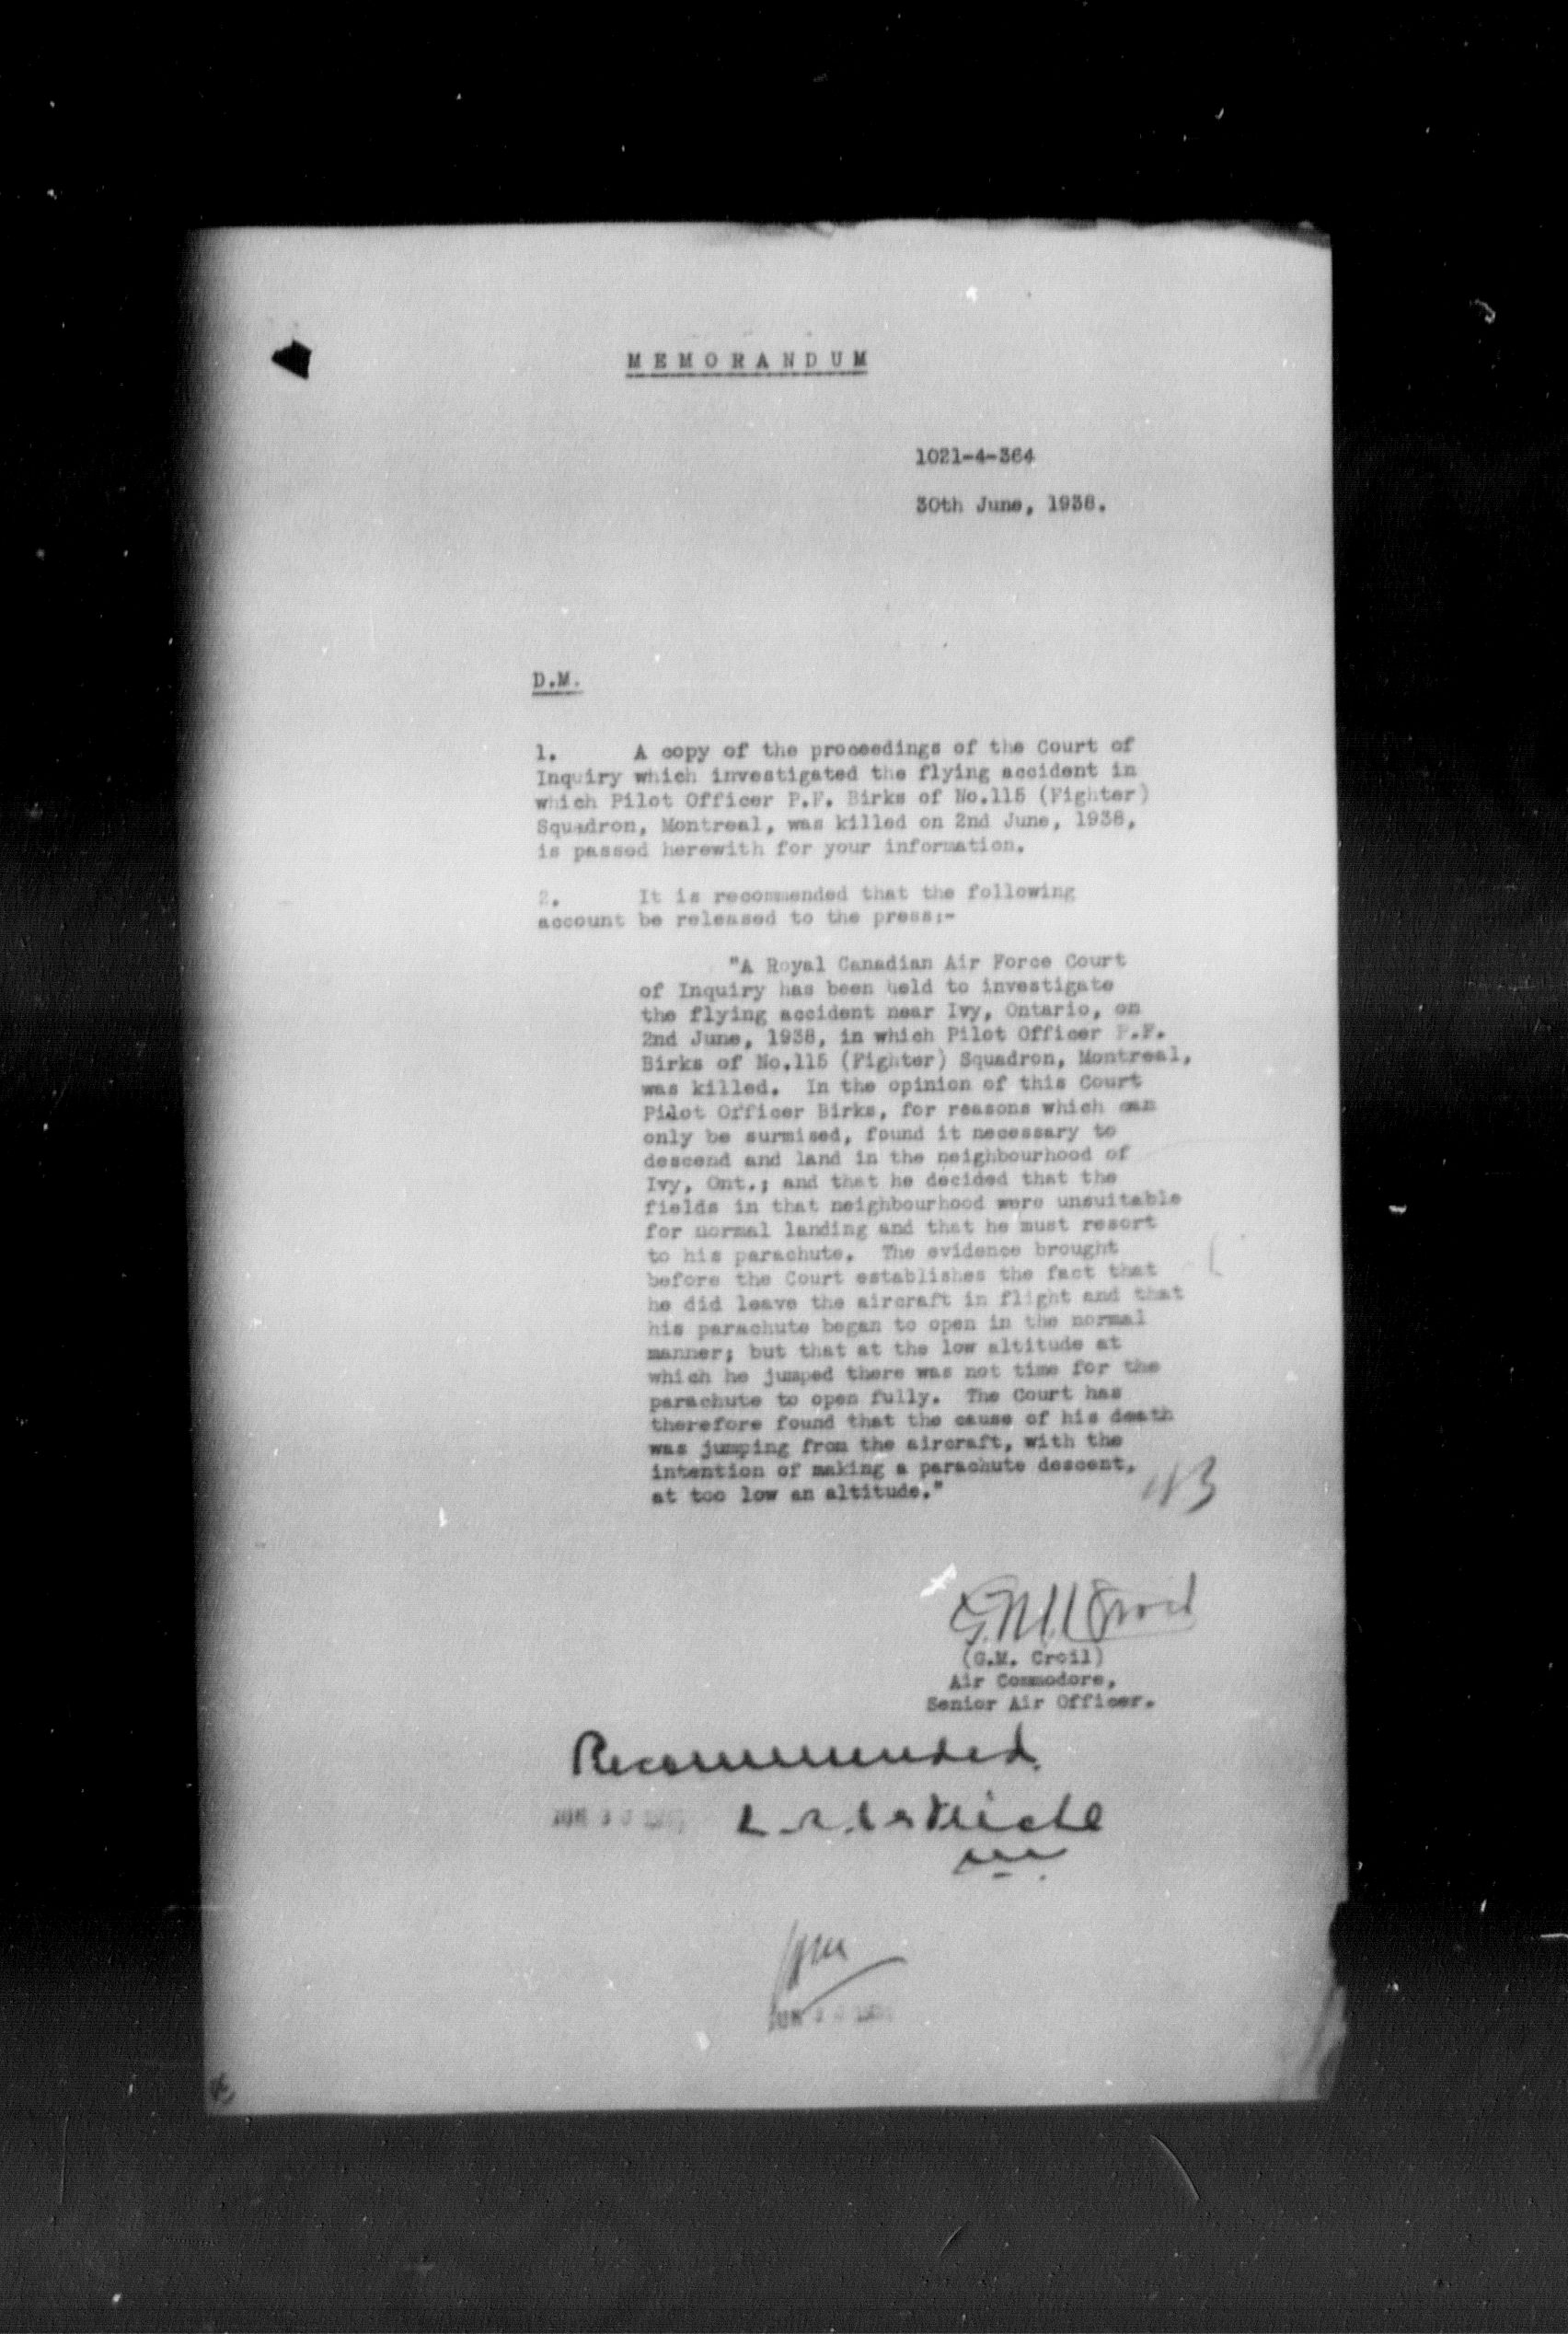 MEMORANDUM
1021-4-364
30th June, 1938.
D.M.
1. A copy of the proceedings of the Court of
Inquiry which investigated the flying accident in
which Pilot Officer P.F. Birks of No.115 (Fighter)
Squadron, Montreal, was killed on 2nd June, 1938,
is passed herewith for your information.
2. It is recommended that the following
account be released to the press;-
"A Royal Canadian Air Force Court
of Inquiry has been held to investigate
the flying accident near Ivy, Ontario, on
2nd June, 1938, in which Pilot Officer P.F.
Birks of No.115 (Fighter) Squadron, Montreal,
was killed. In the opinion of this Court
Pilot Officer Birks, for reasons which can
only be surmised, found it necessary to
descend and land in the neighbourhood of
Ivy, Ont.; and that he decided that the
fields in that neighbourhood were unsuitable
for normal landing and that he must resort
to his parachute. The evidence brought
before the Court establishes the fact that
he did leave the aircraft in flight and that
his parachute began to open in the normal
manner; but that at the low altitude at
which he jumped there was not time for the
parachute to open fully. The Court has
therefore found that the cause of his death
was jumping from the aircraft, with the
intention of making a parachute descent,
at too low an altitude."
G.M. Croil
(G.M. Croil)
Air Commodore,
Senior Air Officer.
Recommended
JUN
JUN